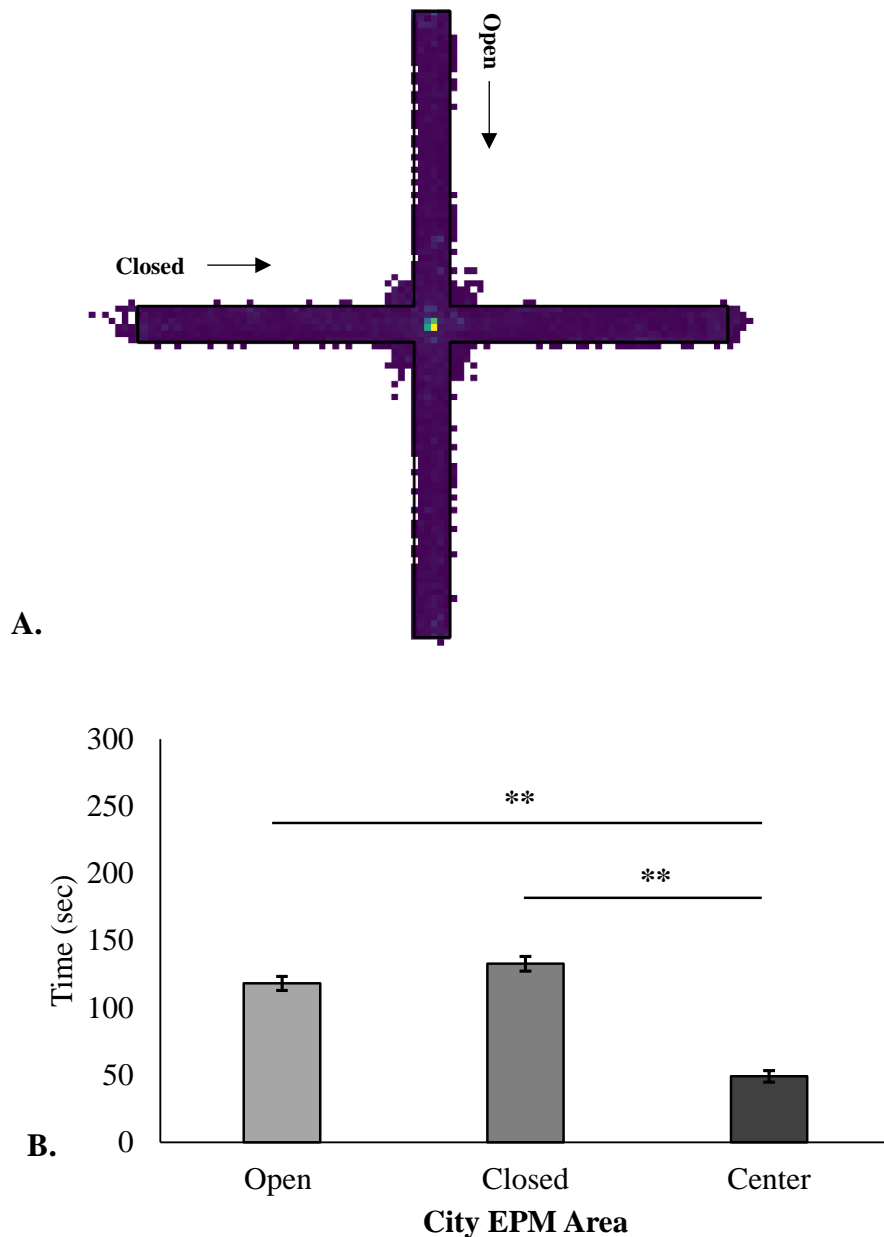 Open
Closed
A.
300
250
200
150
100
50
0
Time (sec)
**
**
B.
Open Closed Center
City EPM Area